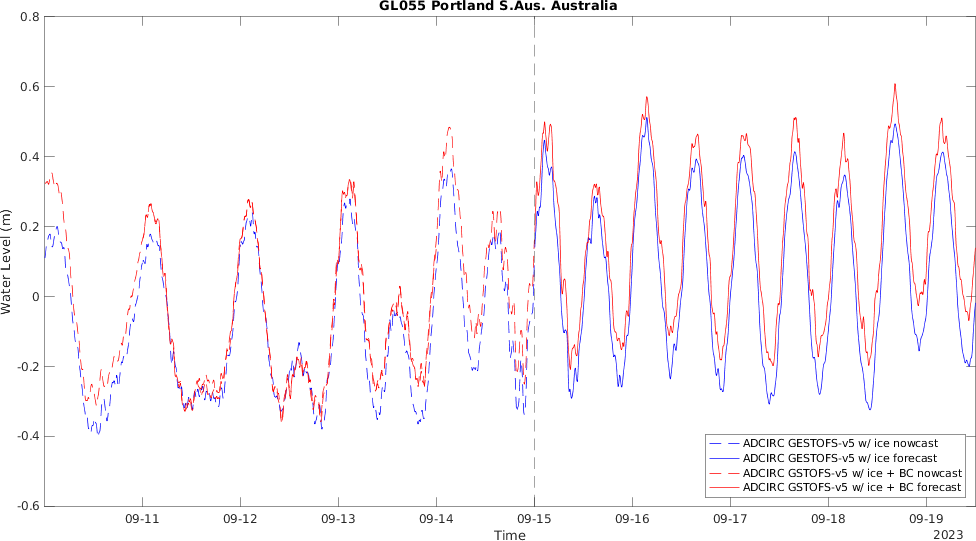 GL055 Portland S.Aus. Australia
0.8
0.6
0.4
0.2
0
-0.2
-0.4
-0.6
Water Level (m)
ADCIRC GESTOFS-v5 w/ ice nowcast
ADCIRC GESTOFS-v5 w/ ice forecast
ADCIRC GSTOFS-v5 w/ ice + BC nowcast
ADCIRC GSTOFS-v5 w/ ice + BC forecast
09-11
09-12
09-13
09-14
09-15
09-16
09-17
09-18
09-19
Time
2023